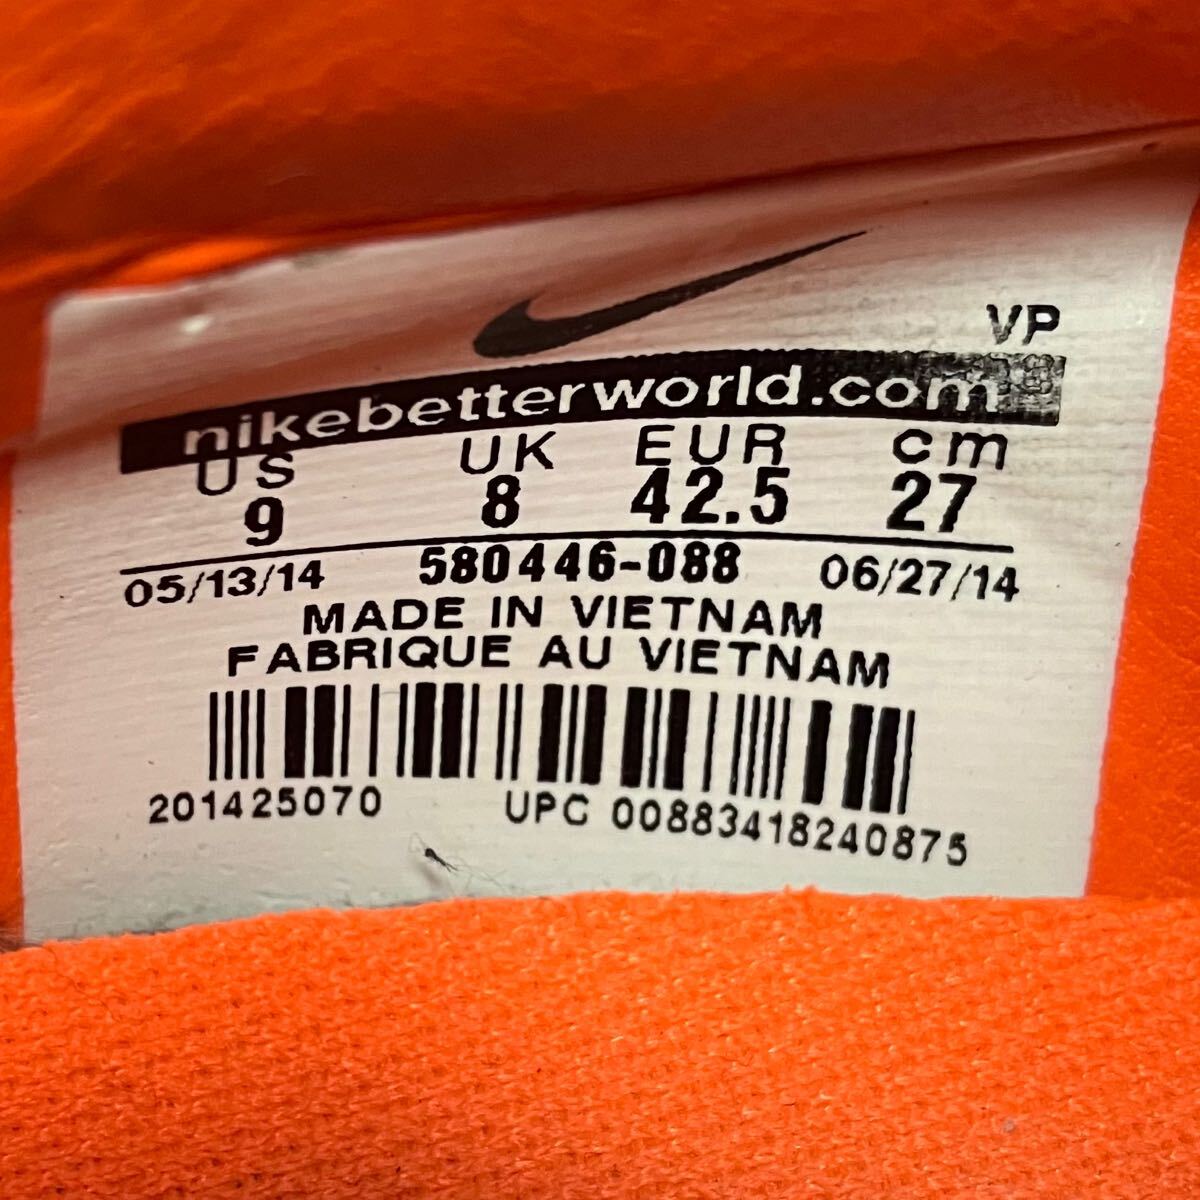 VP
nikebetterworld.com
US UK EUR cm
9 8 42.5 27
05/13/14 580446-088 06/27/14
MADE IN VIETNAM
FABRIQUE AU VIETNAM
201425070 UPC 00883418240875